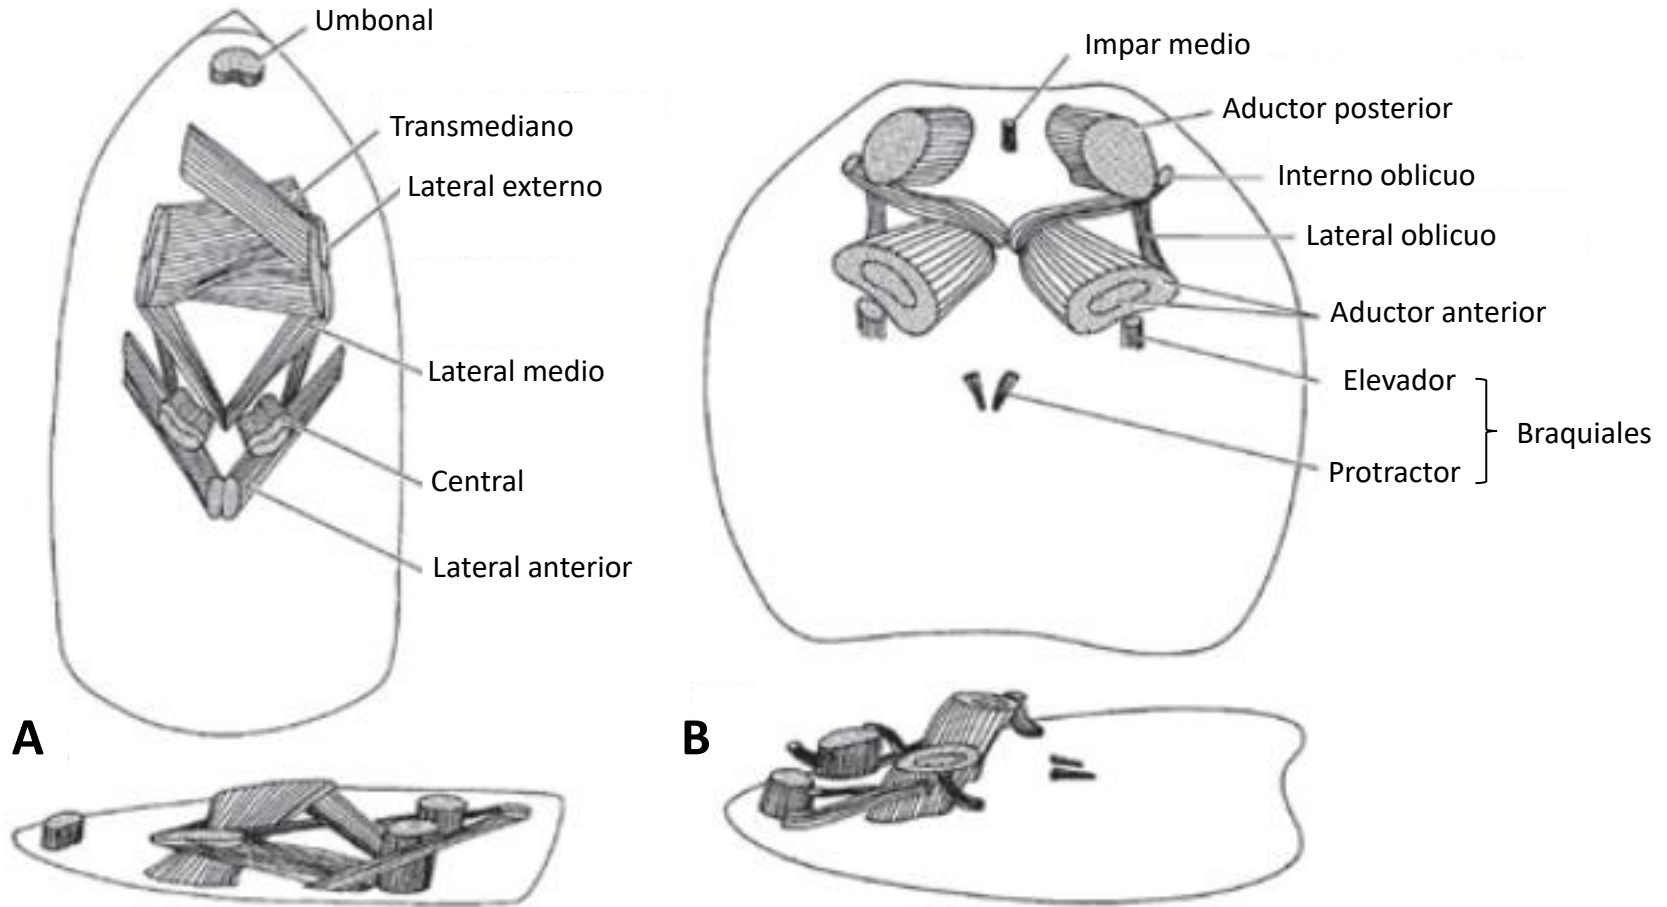 Umbonal
Transmediano
Lateral externo
Lateral medio
Central
Lateral anterior
A
Impar medio
Aductor posterior
Interno oblicuo
Lateral oblicuo
Aductor anterior
Elevador
Braquiales
Protractor
B